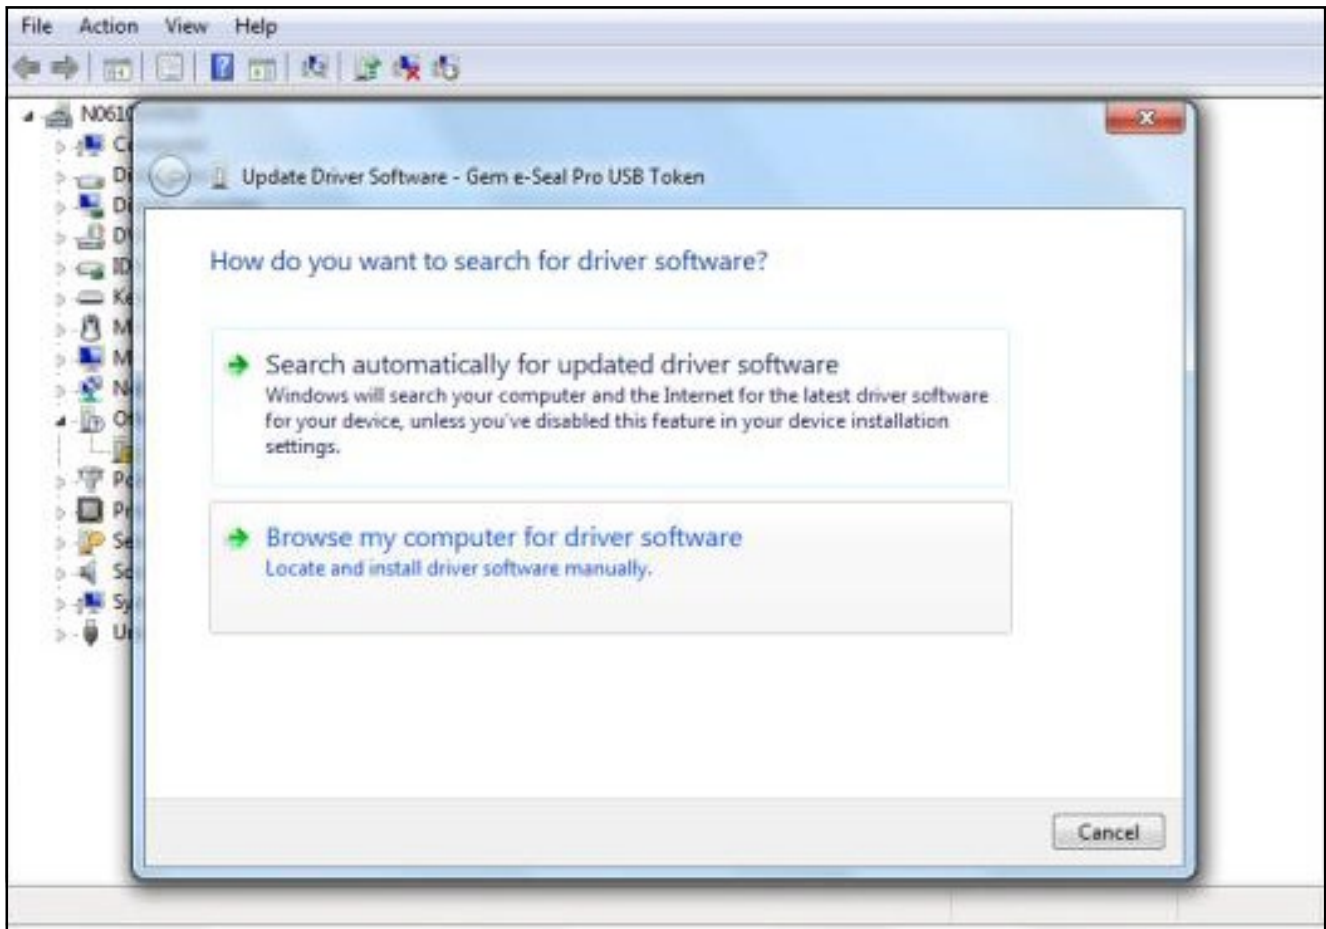 File Action View Help
Update Driver Software - Gem e-Seal Pro USB Token
How do you want to search for driver software?
Search automatically for updated driver software
Windows will search your computer and the Internet for the latest driver software
for your device, unless you've disabled this feature in your device installation
settings.
Browse my computer for driver software
Locate and install driver software manually.
Cancel